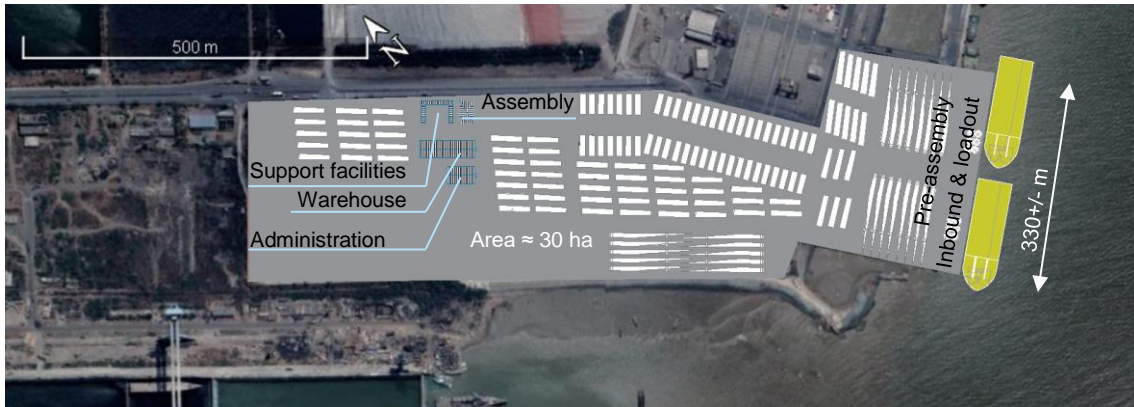 500 m
N
Assembly
Support facilities
Warehouse
Administration
Area ≈ 30 ha
Pre-assembly
Inbound & loadout
330+/- m